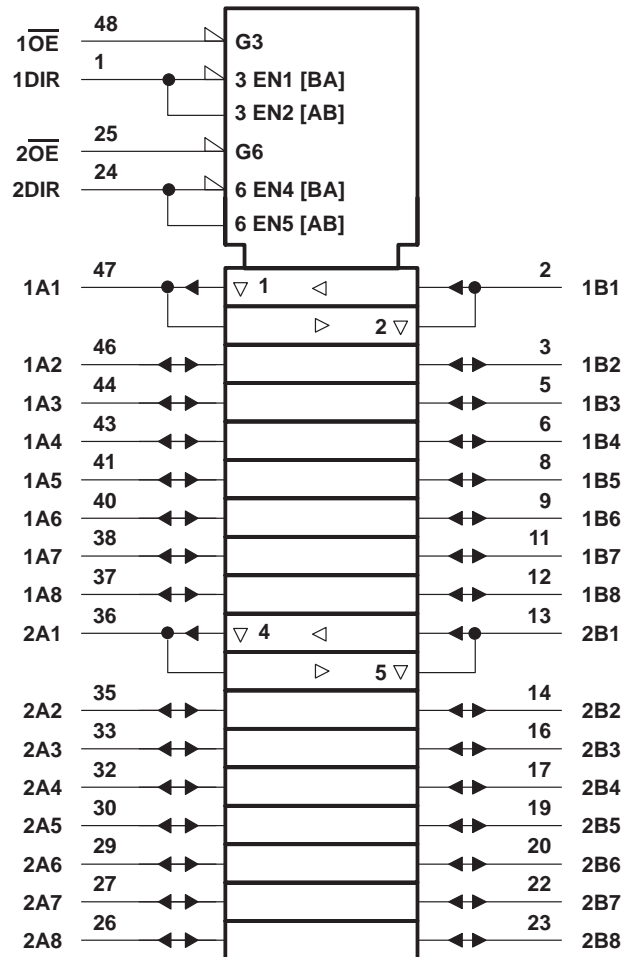 1OE 48 G3
1DIR 1 3 EN1 [BA]
3 EN2 [AB]
2OE 25 G6
2DIR 24 6 EN4 [BA]
6 EN5 [AB]
1A1 47 ▽ 1 ◁ 2 1B1
▷ 2 ▽
1A2 46 3 1B2
1A3 44 5 1B3
1A4 43 6 1B4
1A5 41 8 1B5
1A6 40 9 1B6
1A7 38 11 1B7
1A8 37 12 1B8
2A1 36 ▽ 4 ◁ 13 2B1
▷ 5 ▽
2A2 35 14 2B2
2A3 33 16 2B3
2A4 32 17 2B4
2A5 30 19 2B5
2A6 29 20 2B6
2A7 27 22 2B7
2A8 26 23 2B8